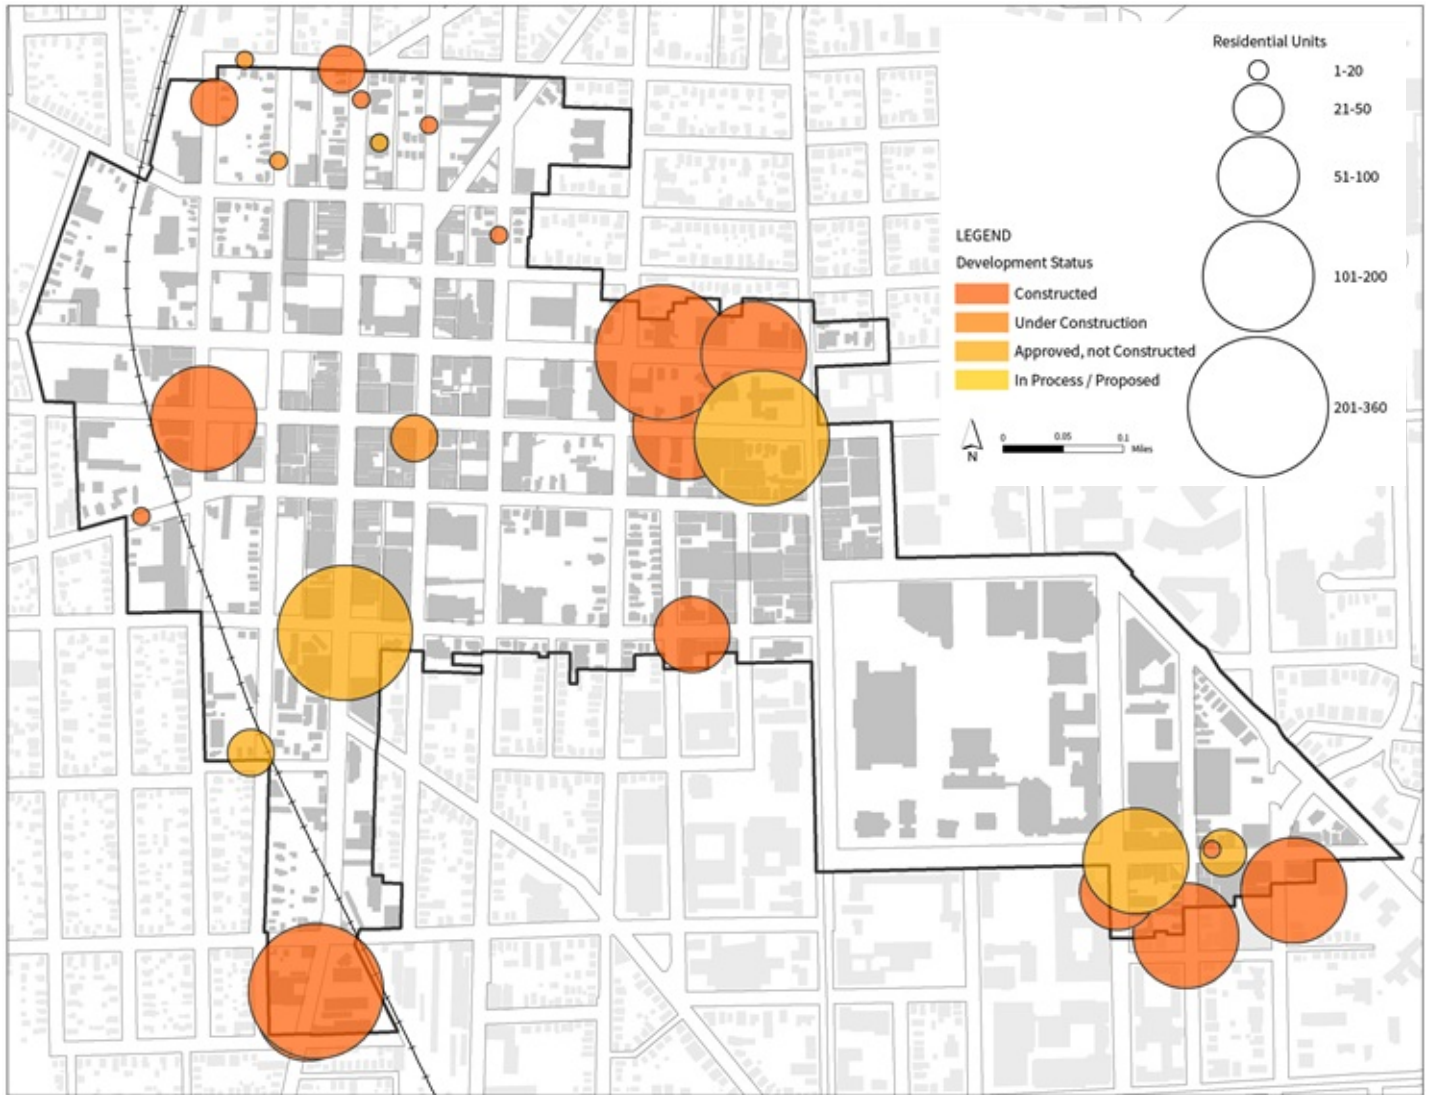 Residential Units
1-20
21-50
51-100
101-200
201-360
LEGEND
Development Status
Constructed
Under Construction
Approved, not Constructed
In Process / Proposed
N
0 0.05 0.1 Miles